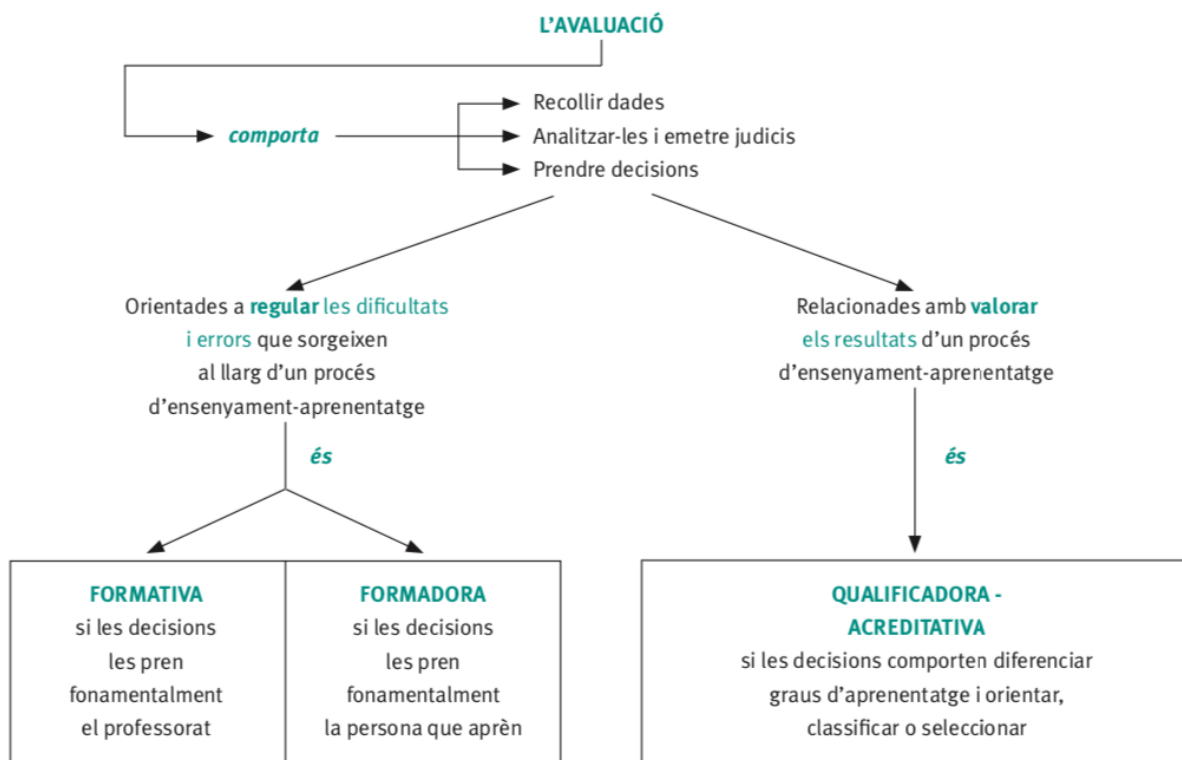 L'AVALUACIÓ
comporta
Recollir dades
Analitzar-les i emetre judicis
Prendre decisions
Orientades a regular les dificultats
i errors que sorgeixen
al llarg d'un procés
d'ensenyament-aprenentatge
és
FORMATIVA
si les decisions
les pren
fonamentalment
el professorat
FORMADORA
si les decisions
les pren
fonamentalment
la persona que aprèn
Relacionades amb valorar
els resultats d'un procés
d'ensenyament-aprenentatge
és
QUALIFICADORA -
ACREDITATIVA
si les decisions comporten diferenciar
graus d'aprenentatge i orientar,
classificar o seleccionar